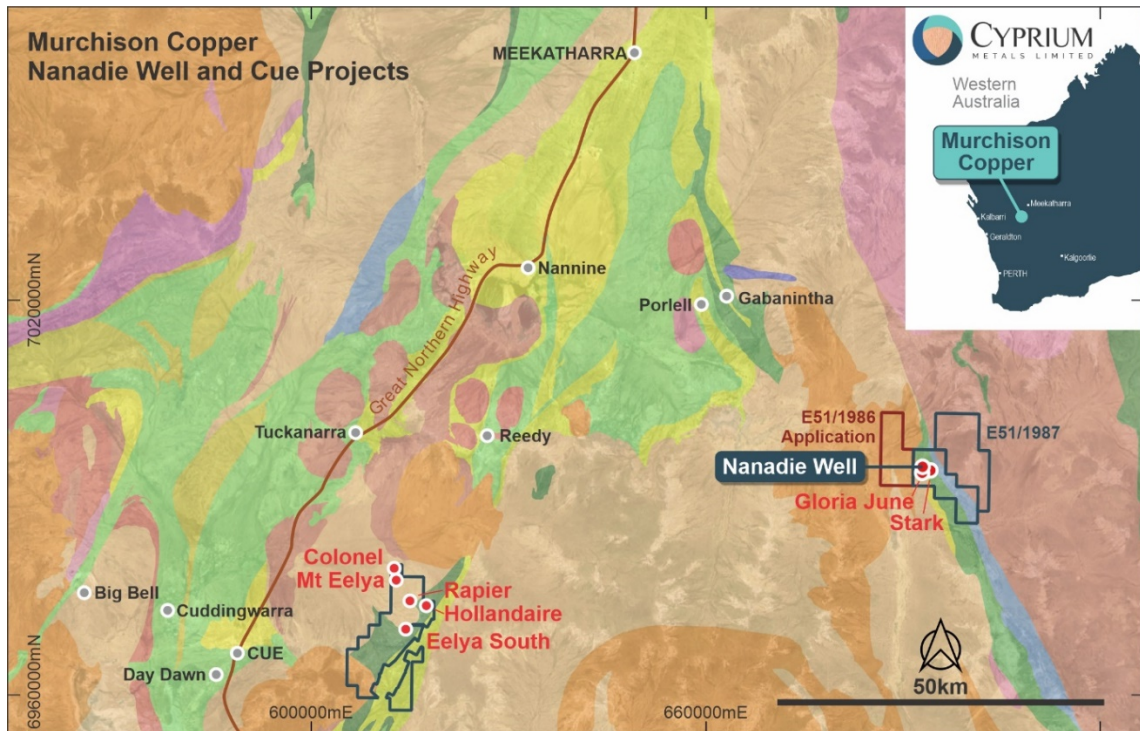 Murchison Copper
Nanadie Well and Cue Projects
MEEKATHARRA
CYPRIUM
METALS LIMITED
Western
Australia
Murchison
Copper
Meekatharra
Kalbarri
Geraldton
Kalgoorlie
PERTH
7020000mN
Great Northern Highway
Nannine
Porlell
Gabanintha
Tuckanarra
Reedy
E51/1986
Application
E51/1987
Nanadie Well
Gloria June
Stark
Colonel
Mt Eelya
Rapier
Hollandaire
Eelya South
Big Bell
Cuddingwarra
CUE
Day Dawn
6960000mN
600000mE
660000mE
50km